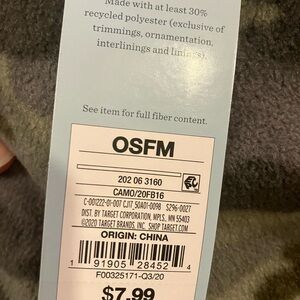 Made with at least 30%
recycled polyester (exclusive of
trimmings, ornamentation,
interlinings and linings).
See item for full fiber content.
OSFM
202 06 3160
CAMO/20FB16
C-001222-01-007 CJ1T_50A01-0098 S296-0027
DIST. BY TARGET CORPORATION, MPLS, MN 55403
©2020 TARGET BRANDS, INC. SHOP TARGET.COM
ORIGIN: CHINA
1 91905 28452 4
F00325171-Q3/20
$7.99